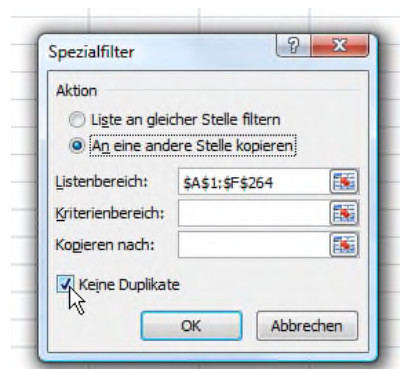 Spezialfilter
Aktion
Liste an gleicher Stelle filtern
An eine andere Stelle kopieren
Listenbereich: $A$1:$F$264
Kriterienbereich:
Kopieren nach:
Keine Duplikate
OK Abbrechen